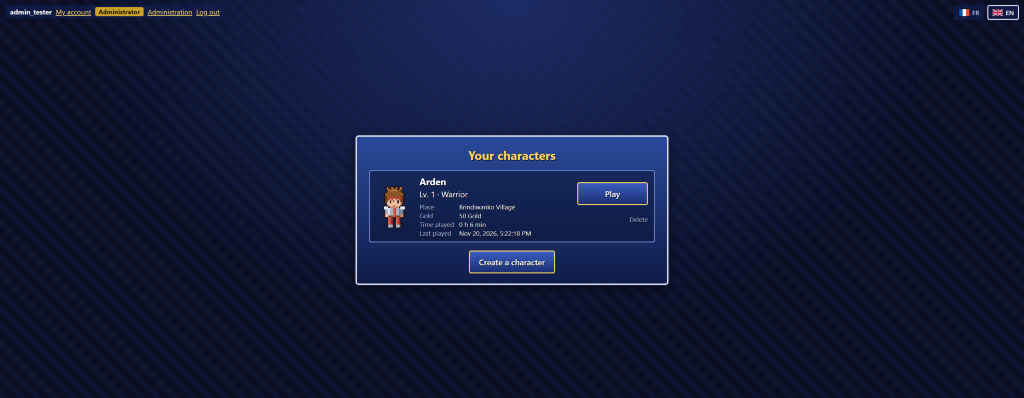 admin_tester My account Administrator Administration Log out
FR EN
Your characters
Arden
Lv. 1 · Warrior
Play
Place Brindiwanko Village
Gold 50 Gold
Delete
Time played 0 h 6 min
Last played Nov 20, 2026, 5:22:18 PM
Create a character